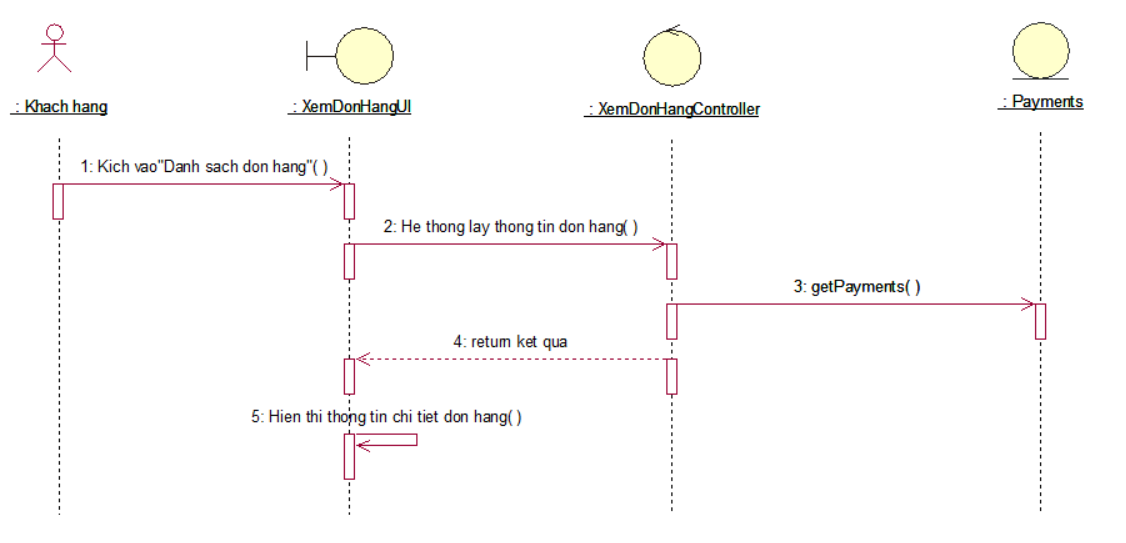 : Khach hang
: XemDonHangUI
: XemDonHangController
: Payments
1: Kich vao"Danh sach don hang"( )
2: He thong lay thong tin don hang( )
3: getPayments( )
4: return ket qua
5: Hien thi thong tin chi tiet don hang( )